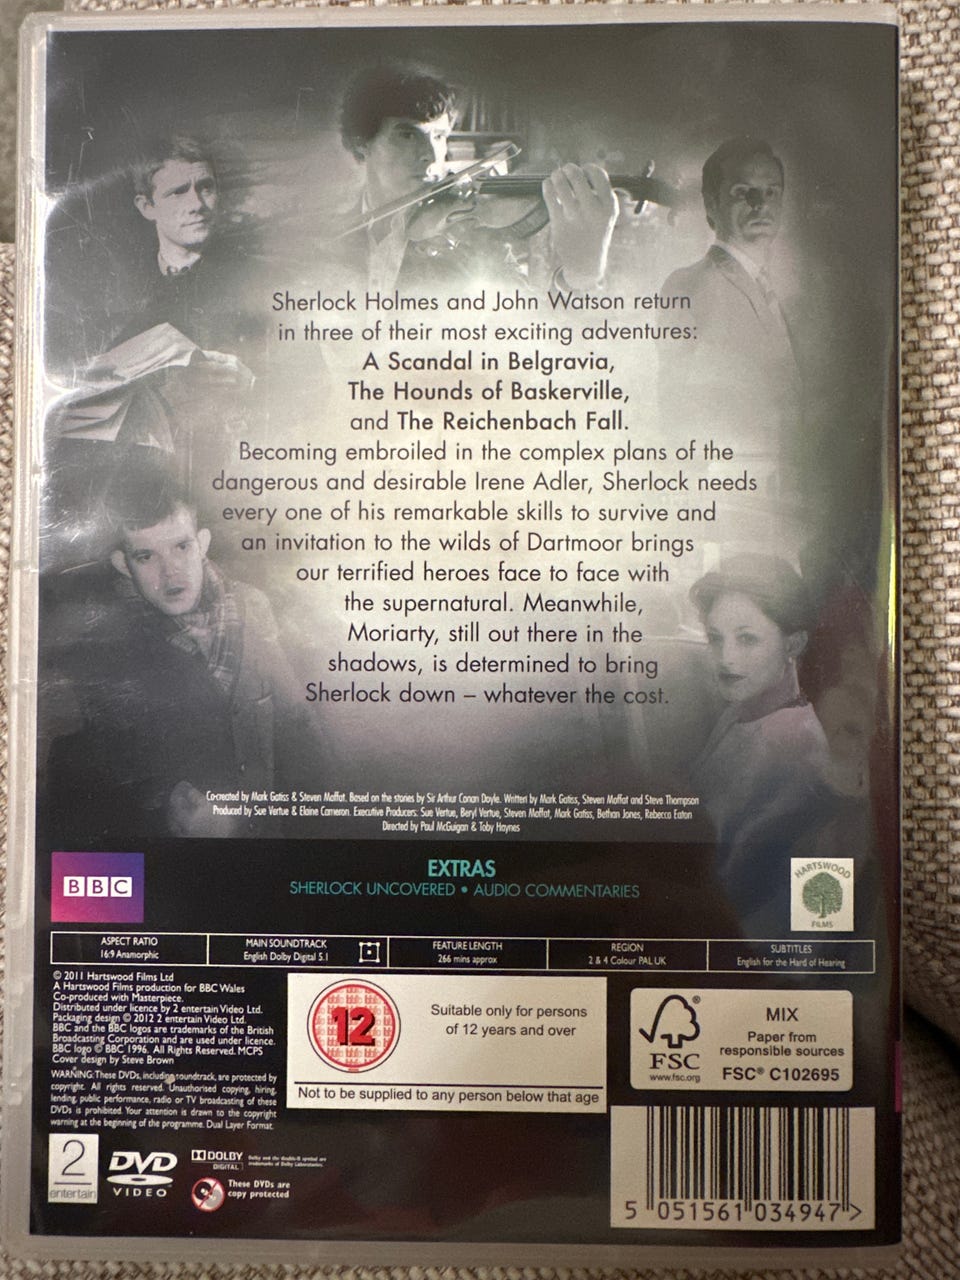 Sherlock Holmes and John Watson return
in three of their most exciting adventures:
A Scandal in Belgravia,
The Hounds of Baskerville,
and The Reichenbach Fall.
Becoming embroiled in the complex plans of the
dangerous and desirable Irene Adler, Sherlock needs
every one of his remarkable skills to survive and
an invitation to the wilds of Dartmoor brings
our terrified heroes face to face with
the supernatural. Meanwhile,
Moriarty, still out there in the
shadows, is determined to bring
Sherlock down – whatever the cost.
Co-created by Mark Gatiss & Steven Moffat. Based on the stories by Sir Arthur Conan Doyle. Written by Mark Gatiss, Steven Moffat and Steve Thompson
Produced by Sue Vertue & Elaine Cameron. Executive Producers: Sue Vertue, Beryl Vertue, Steven Moffat, Mark Gatiss, Bethan Jones, Rebecca Eaton
Directed by Paul McGuigan & Toby Haynes
BBC
EXTRAS
SHERLOCK UNCOVERED • AUDIO COMMENTARIES
HARTSWOOD
FILMS
ASPECT RATIO
16:9 Anamorphic
MAIN SOUNDTRACK
English Dolby Digital 5.1
FEATURE LENGTH
266 mins approx
REGION
2 & 4 Colour PAL UK
SUBTITLES
English for the Hard of Hearing
© 2011 Hartswood Films Ltd
A Hartswood Films production for BBC Wales
Co-produced with Masterpiece.
Distributed under licence by 2 entertain Video Ltd.
Packaging design © 2012 2 entertain Video Ltd.
BBC and the BBC logos are trademarks of the British
Broadcasting Corporation and are used under licence.
BBC logo © BBC 1996. All Rights Reserved. MCPS
Cover design by Steve Brown
WARNING: These DVDs, including soundtrack, are protected by
copyright. All rights reserved. Unauthorised copying, hiring,
lending, public performance, radio or TV broadcasting of these
DVDs is prohibited. Your attention is drawn to the copyright
warning at the beginning of the programme. Dual Layer Format.
12
Suitable only for persons
of 12 years and over
Not to be supplied to any person below that age
FSC
www.fsc.org
MIX
Paper from
responsible sources
FSC® C102695
2
entertain
DVD
VIDEO
DOLBY
DIGITAL
Dolby and the double-D symbol are
trademarks of Dolby Laboratories.
These DVDs are
copy protected
5 051561 034947 >